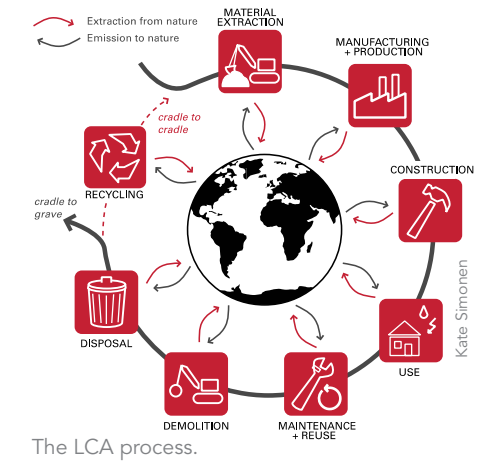 Extraction from nature
Emission to nature
MATERIAL
EXTRACTION
MANUFACTURING
+ PRODUCTION
cradle to
cradle
CONSTRUCTION
RECYCLING
cradle to
grave
Kate Simonen
DISPOSAL
USE
DEMOLITION
MAINTENANCE
+ REUSE
The LCA process.